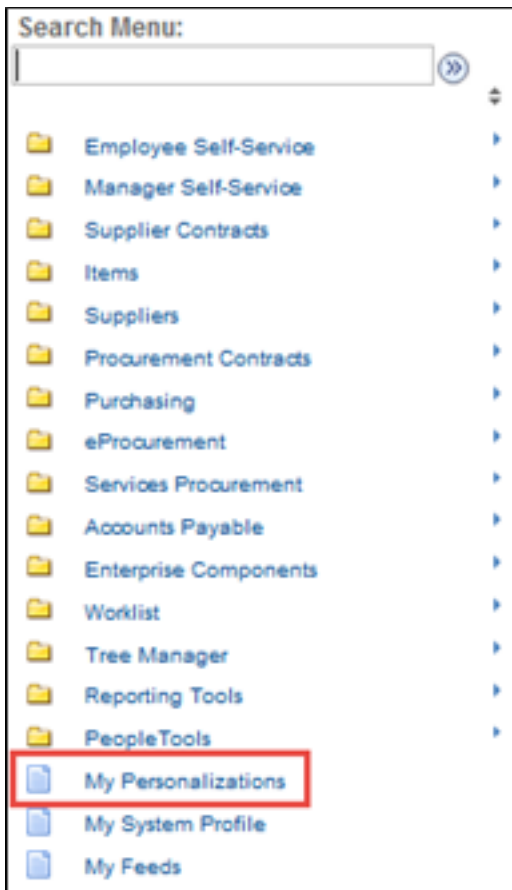 Search Menu:
Employee Self-Service
Manager Self-Service
Supplier Contracts
Items
Suppliers
Procurement Contracts
Purchasing
eProcurement
Services Procurement
Accounts Payable
Enterprise Components
Worklist
Tree Manager
Reporting Tools
PeopleTools
My Personalizations
My System Profile
My Feeds